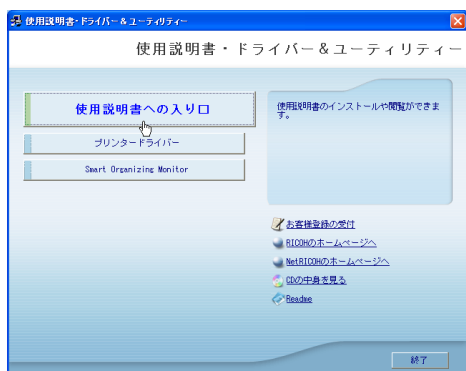 使用説明書・ドライバー＆ユーティリティー
使用説明書・ドライバー＆ユーティリティー
使用説明書への入り口
プリンタードライバー
Smart Organizing Monitor
使用説明書のインストールや閲覧ができま
す。
お客様登録の受付
RICOHのホームページへ
NetRICOHのホームページへ
CDの中身を見る
Readme
終了